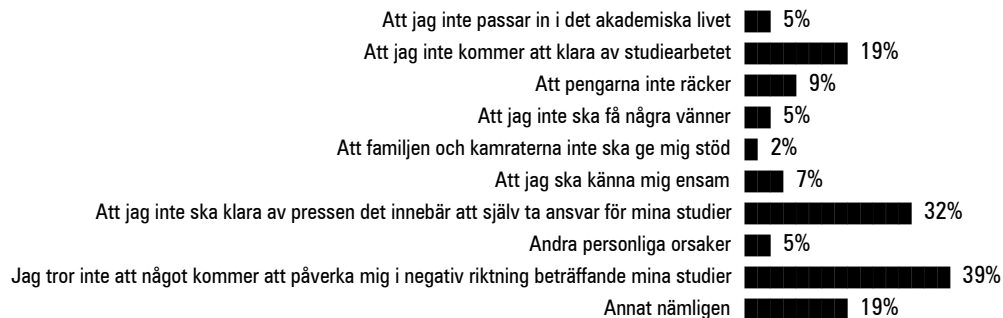 Att jag inte passar in i det akademiska livet 5%
Att jag inte kommer att klara av studiearbetet 19%
Att pengarna inte räcker 9%
Att jag inte ska få några vänner 5%
Att familjen och kamraterna inte ska ge mig stöd 2%
Att jag ska känna mig ensam 7%
Att jag inte ska klara av pressen det innebär att själv ta ansvar för mina studier 32%
Andra personliga orsaker 5%
Jag tror inte att något kommer att påverka mig i negativ riktning beträffande mina studier 39%
Annat nämligen 19%